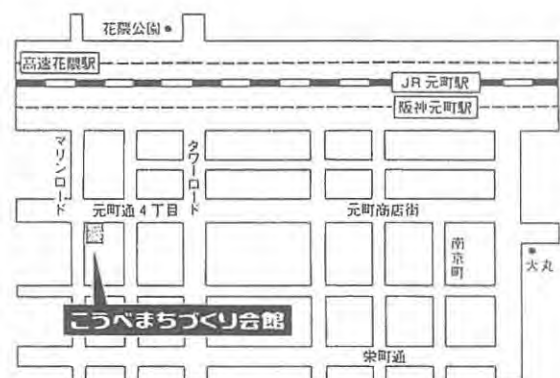 花隈公園
高速花隈駅
JR元町駅
阪神元町駅
マリンロード
タワーロード
元町通4丁目
元町商店街
南京町
大丸
こうべまちづくり会館
栄町通